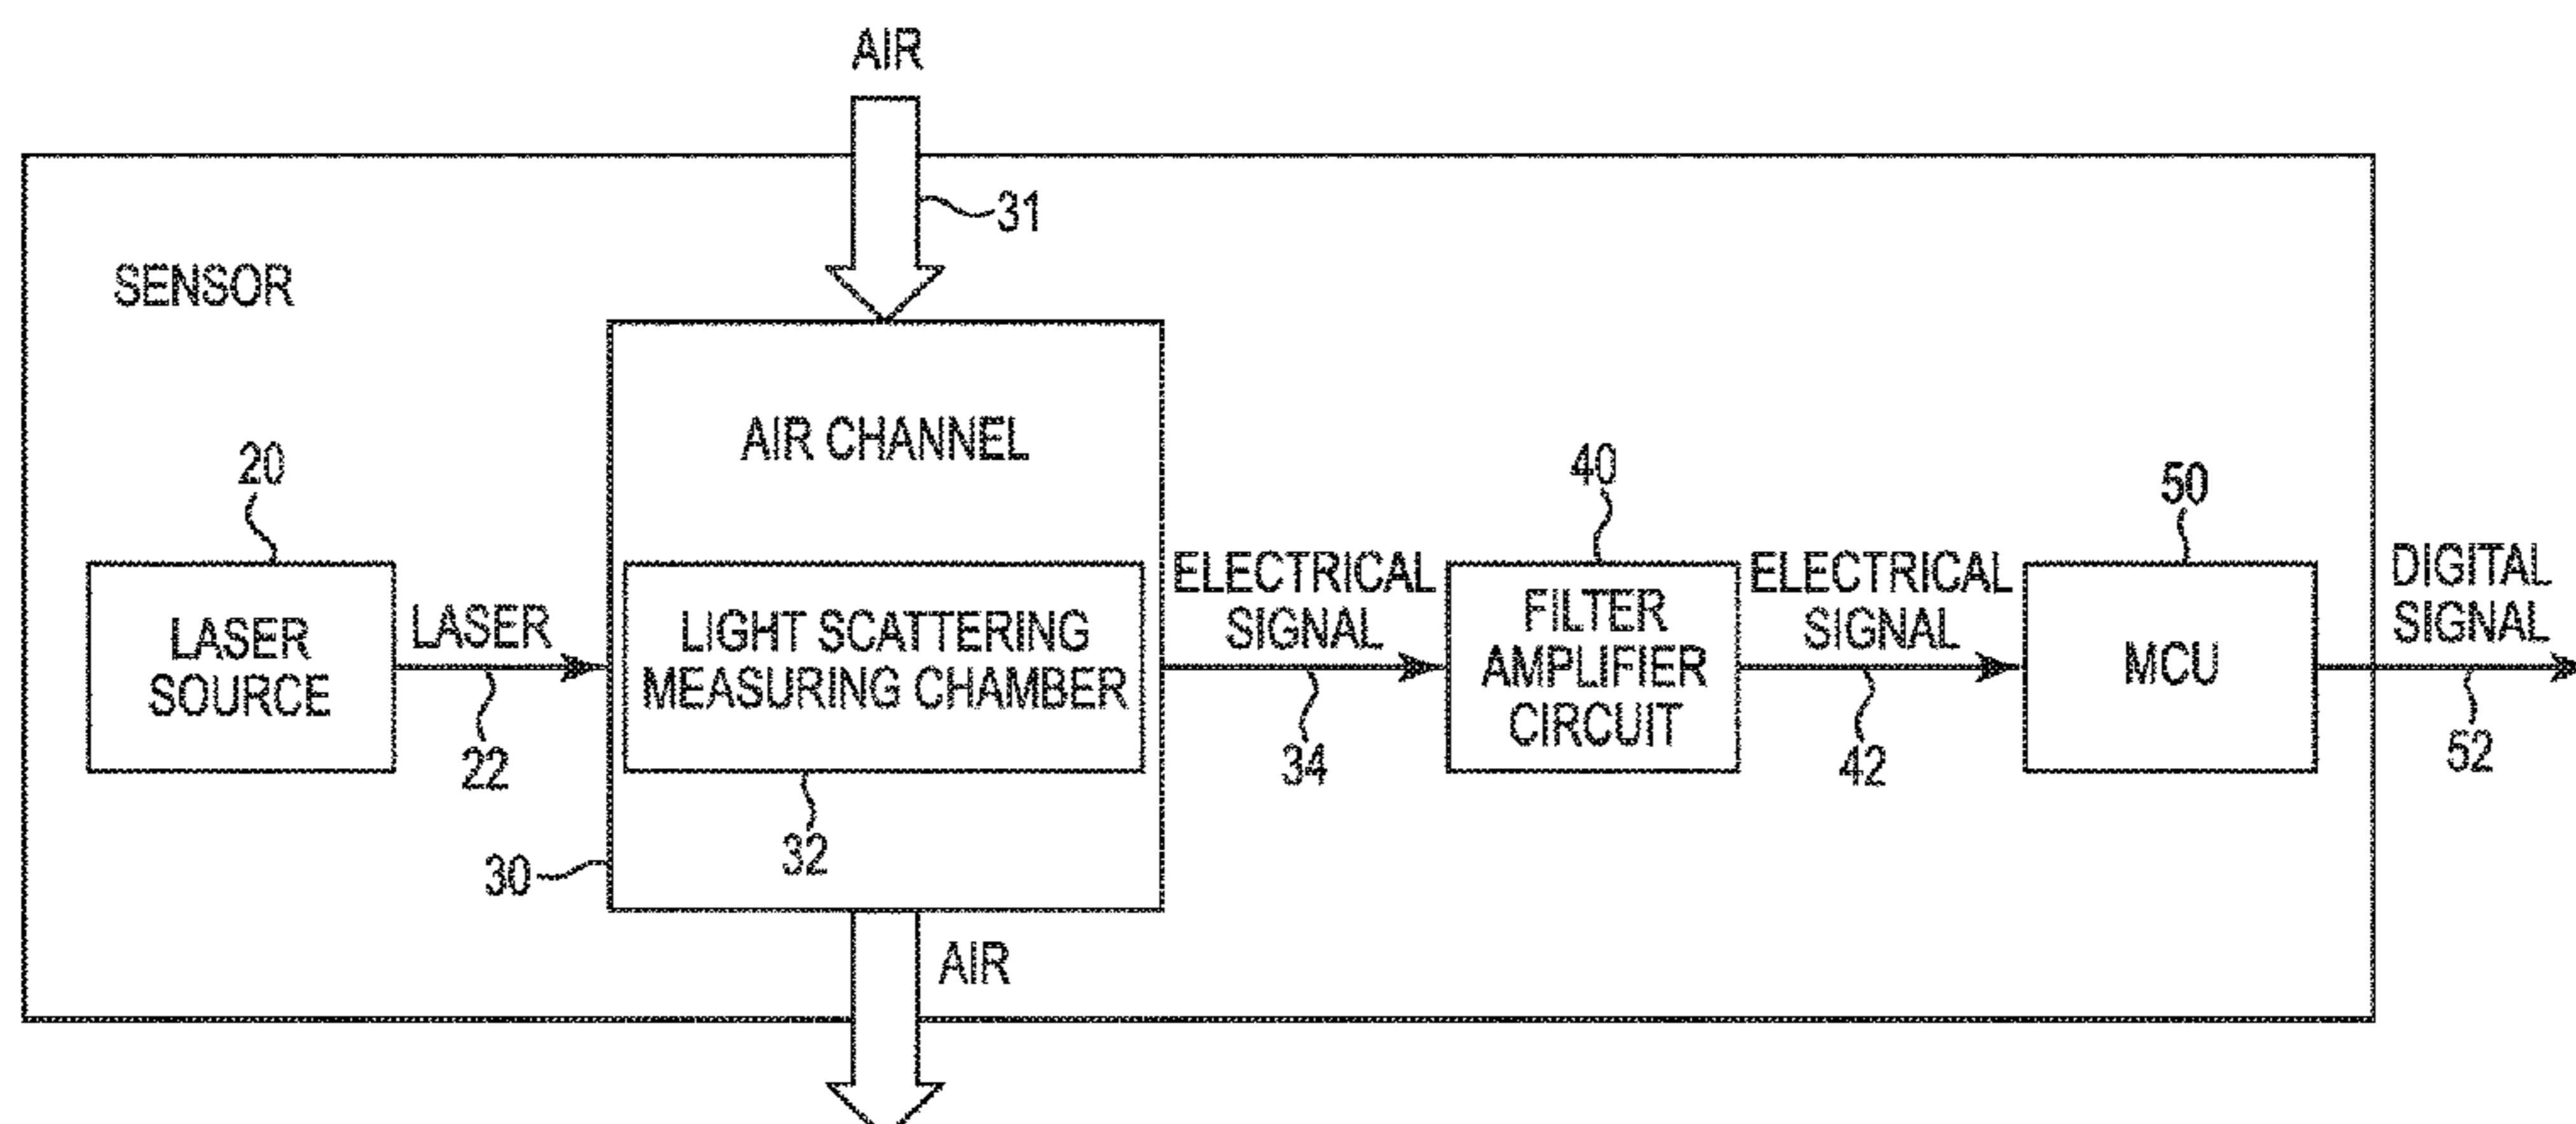 AIR
31
SENSOR
AIR CHANNEL
20
40
50
LASER
SOURCE
LASER
22
LIGHT SCATTERING
MEASURING CHAMBER
32
30
ELECTRICAL
SIGNAL
34
FILTER
AMPLIFIER
CIRCUIT
ELECTRICAL
SIGNAL
42
MCU
DIGITAL
SIGNAL
52
AIR